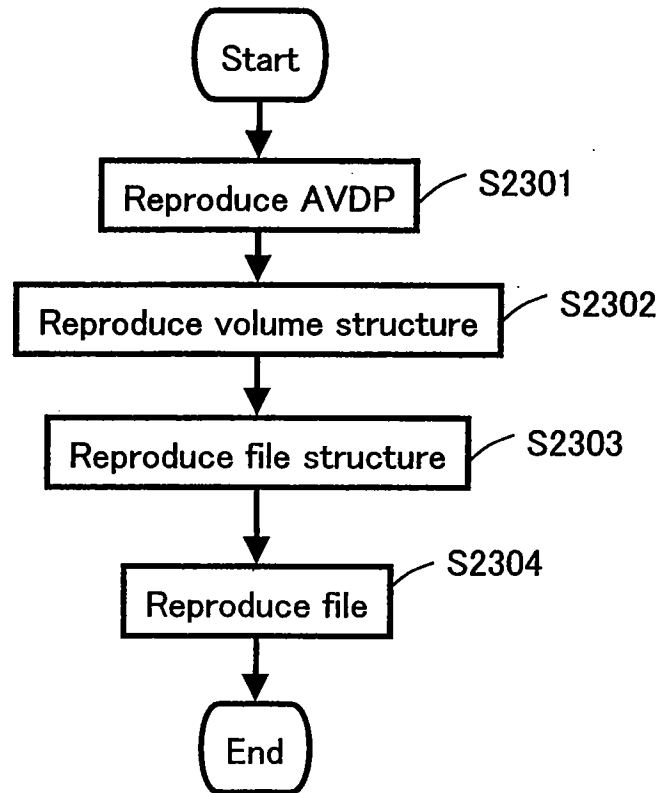 Start
Reproduce AVDP
S2301
Reproduce volume structure
S2302
Reproduce file structure
S2303
Reproduce file
S2304
End